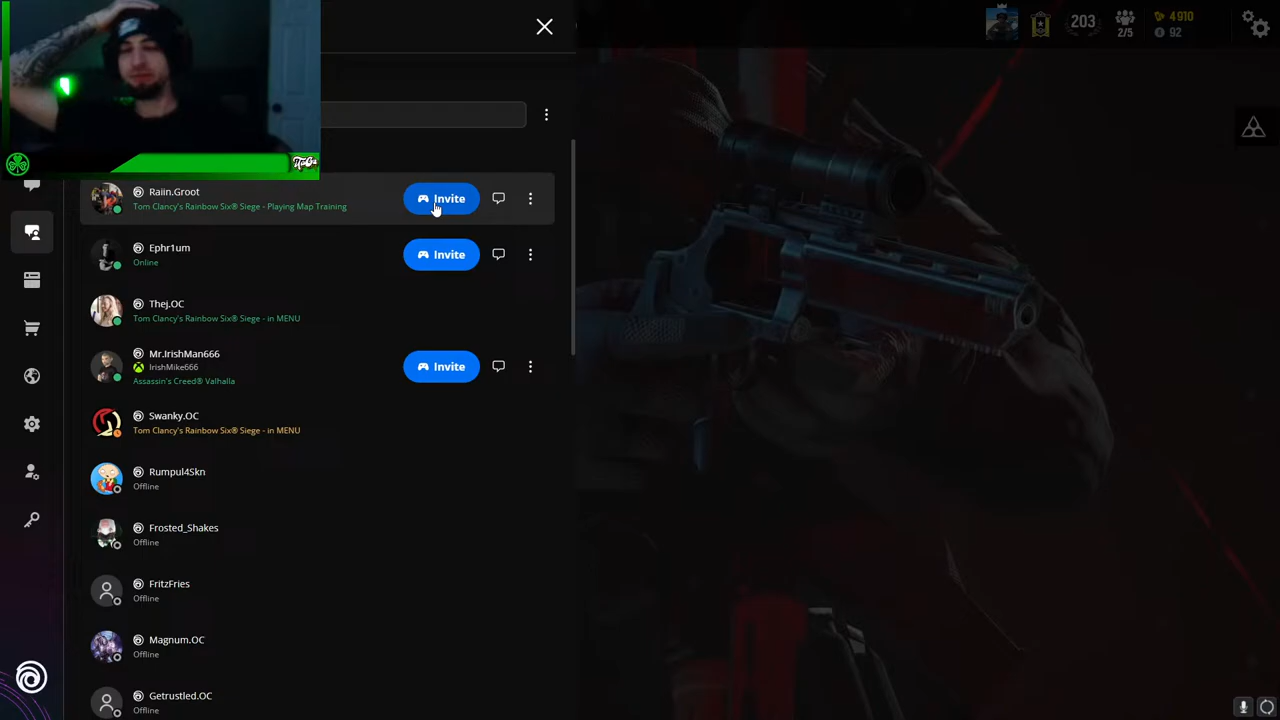 203
2/5
4 910
92
Raiin.Groot
Tom Clancy's Rainbow Six® Siege - Playing Map Training
Invite
Ephr1um
Online
Invite
Thej.OC
Tom Clancy's Rainbow Six® Siege - in MENU
Mr.IrishMan666
IrishMike666
Assassin's Creed® Valhalla
Invite
Swanky.OC
Tom Clancy's Rainbow Six® Siege - in MENU
Rumpul4Skn
Offline
Frosted_Shakes
Offline
FritzFries
Offline
Magnum.OC
Offline
Getrustled.OC
Offline